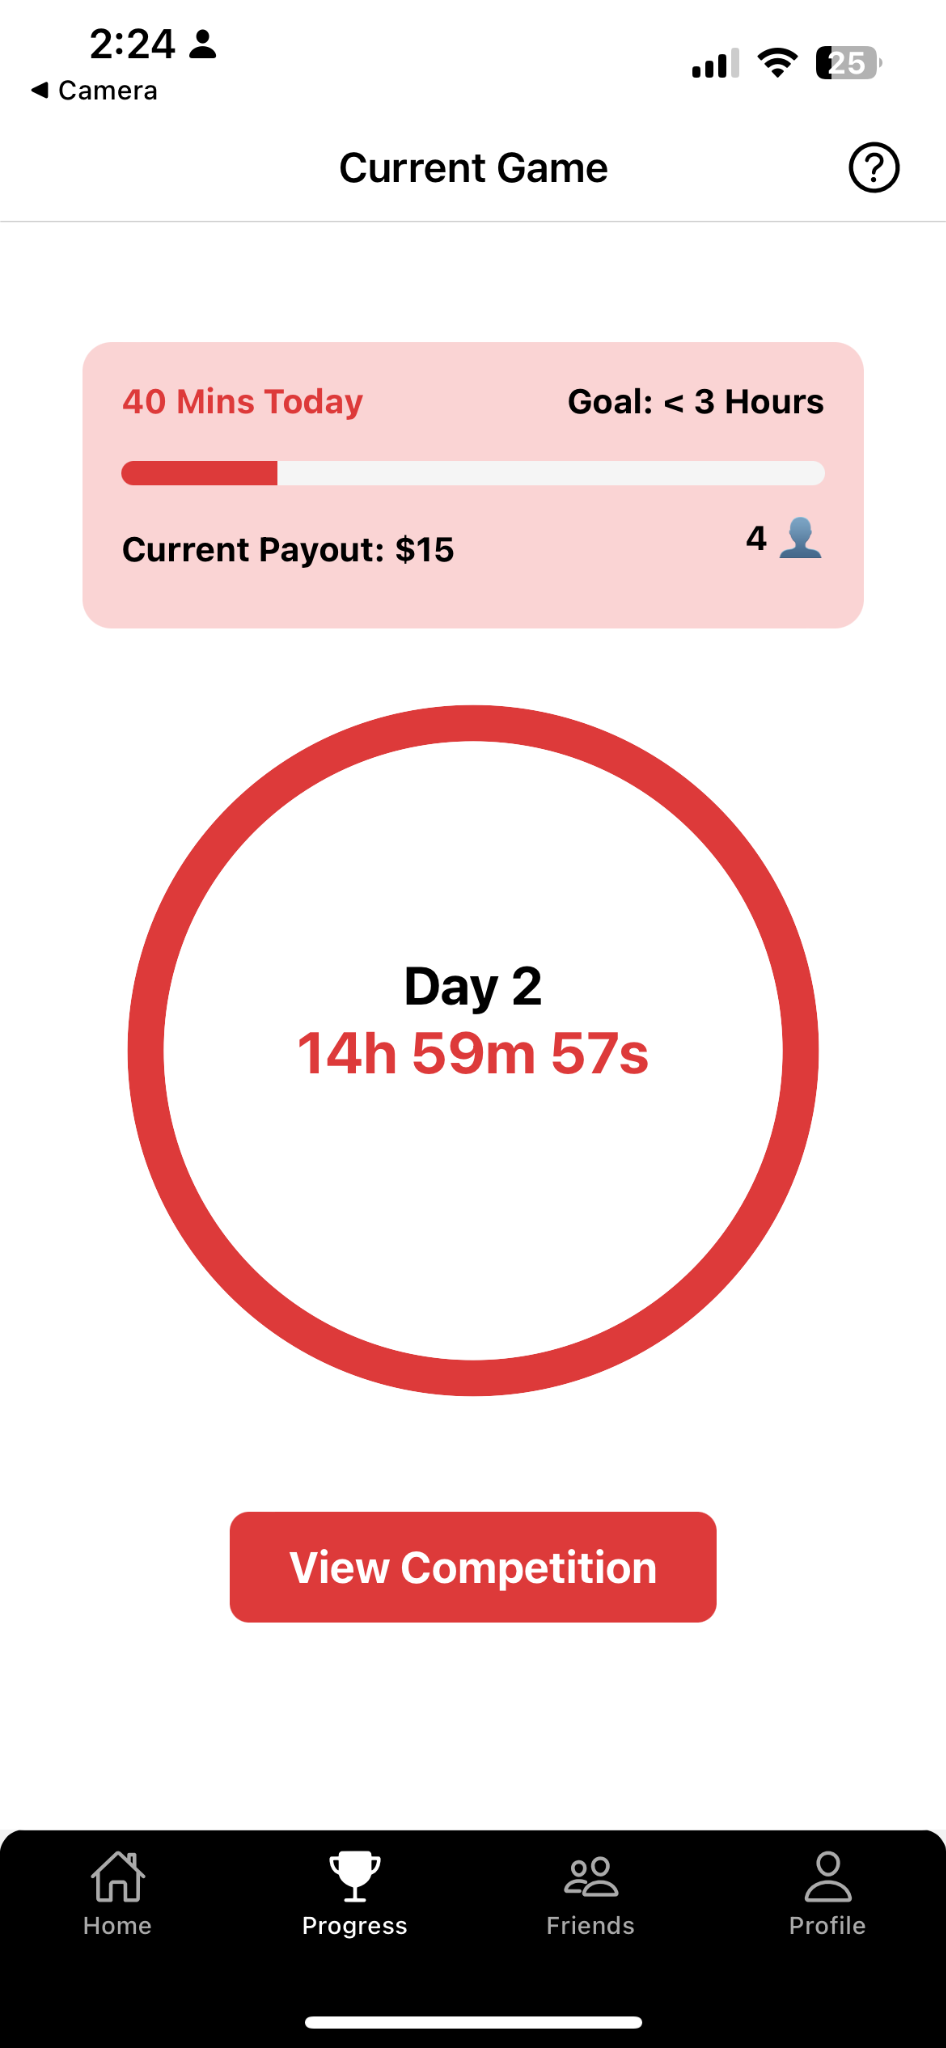 2:24
25
◀ Camera
Current Game
?
40 Mins Today
Goal: < 3 Hours
Current Payout: $15
4
Day 2
14h 59m 57s
View Competition
Home
Progress
Friends
Profile